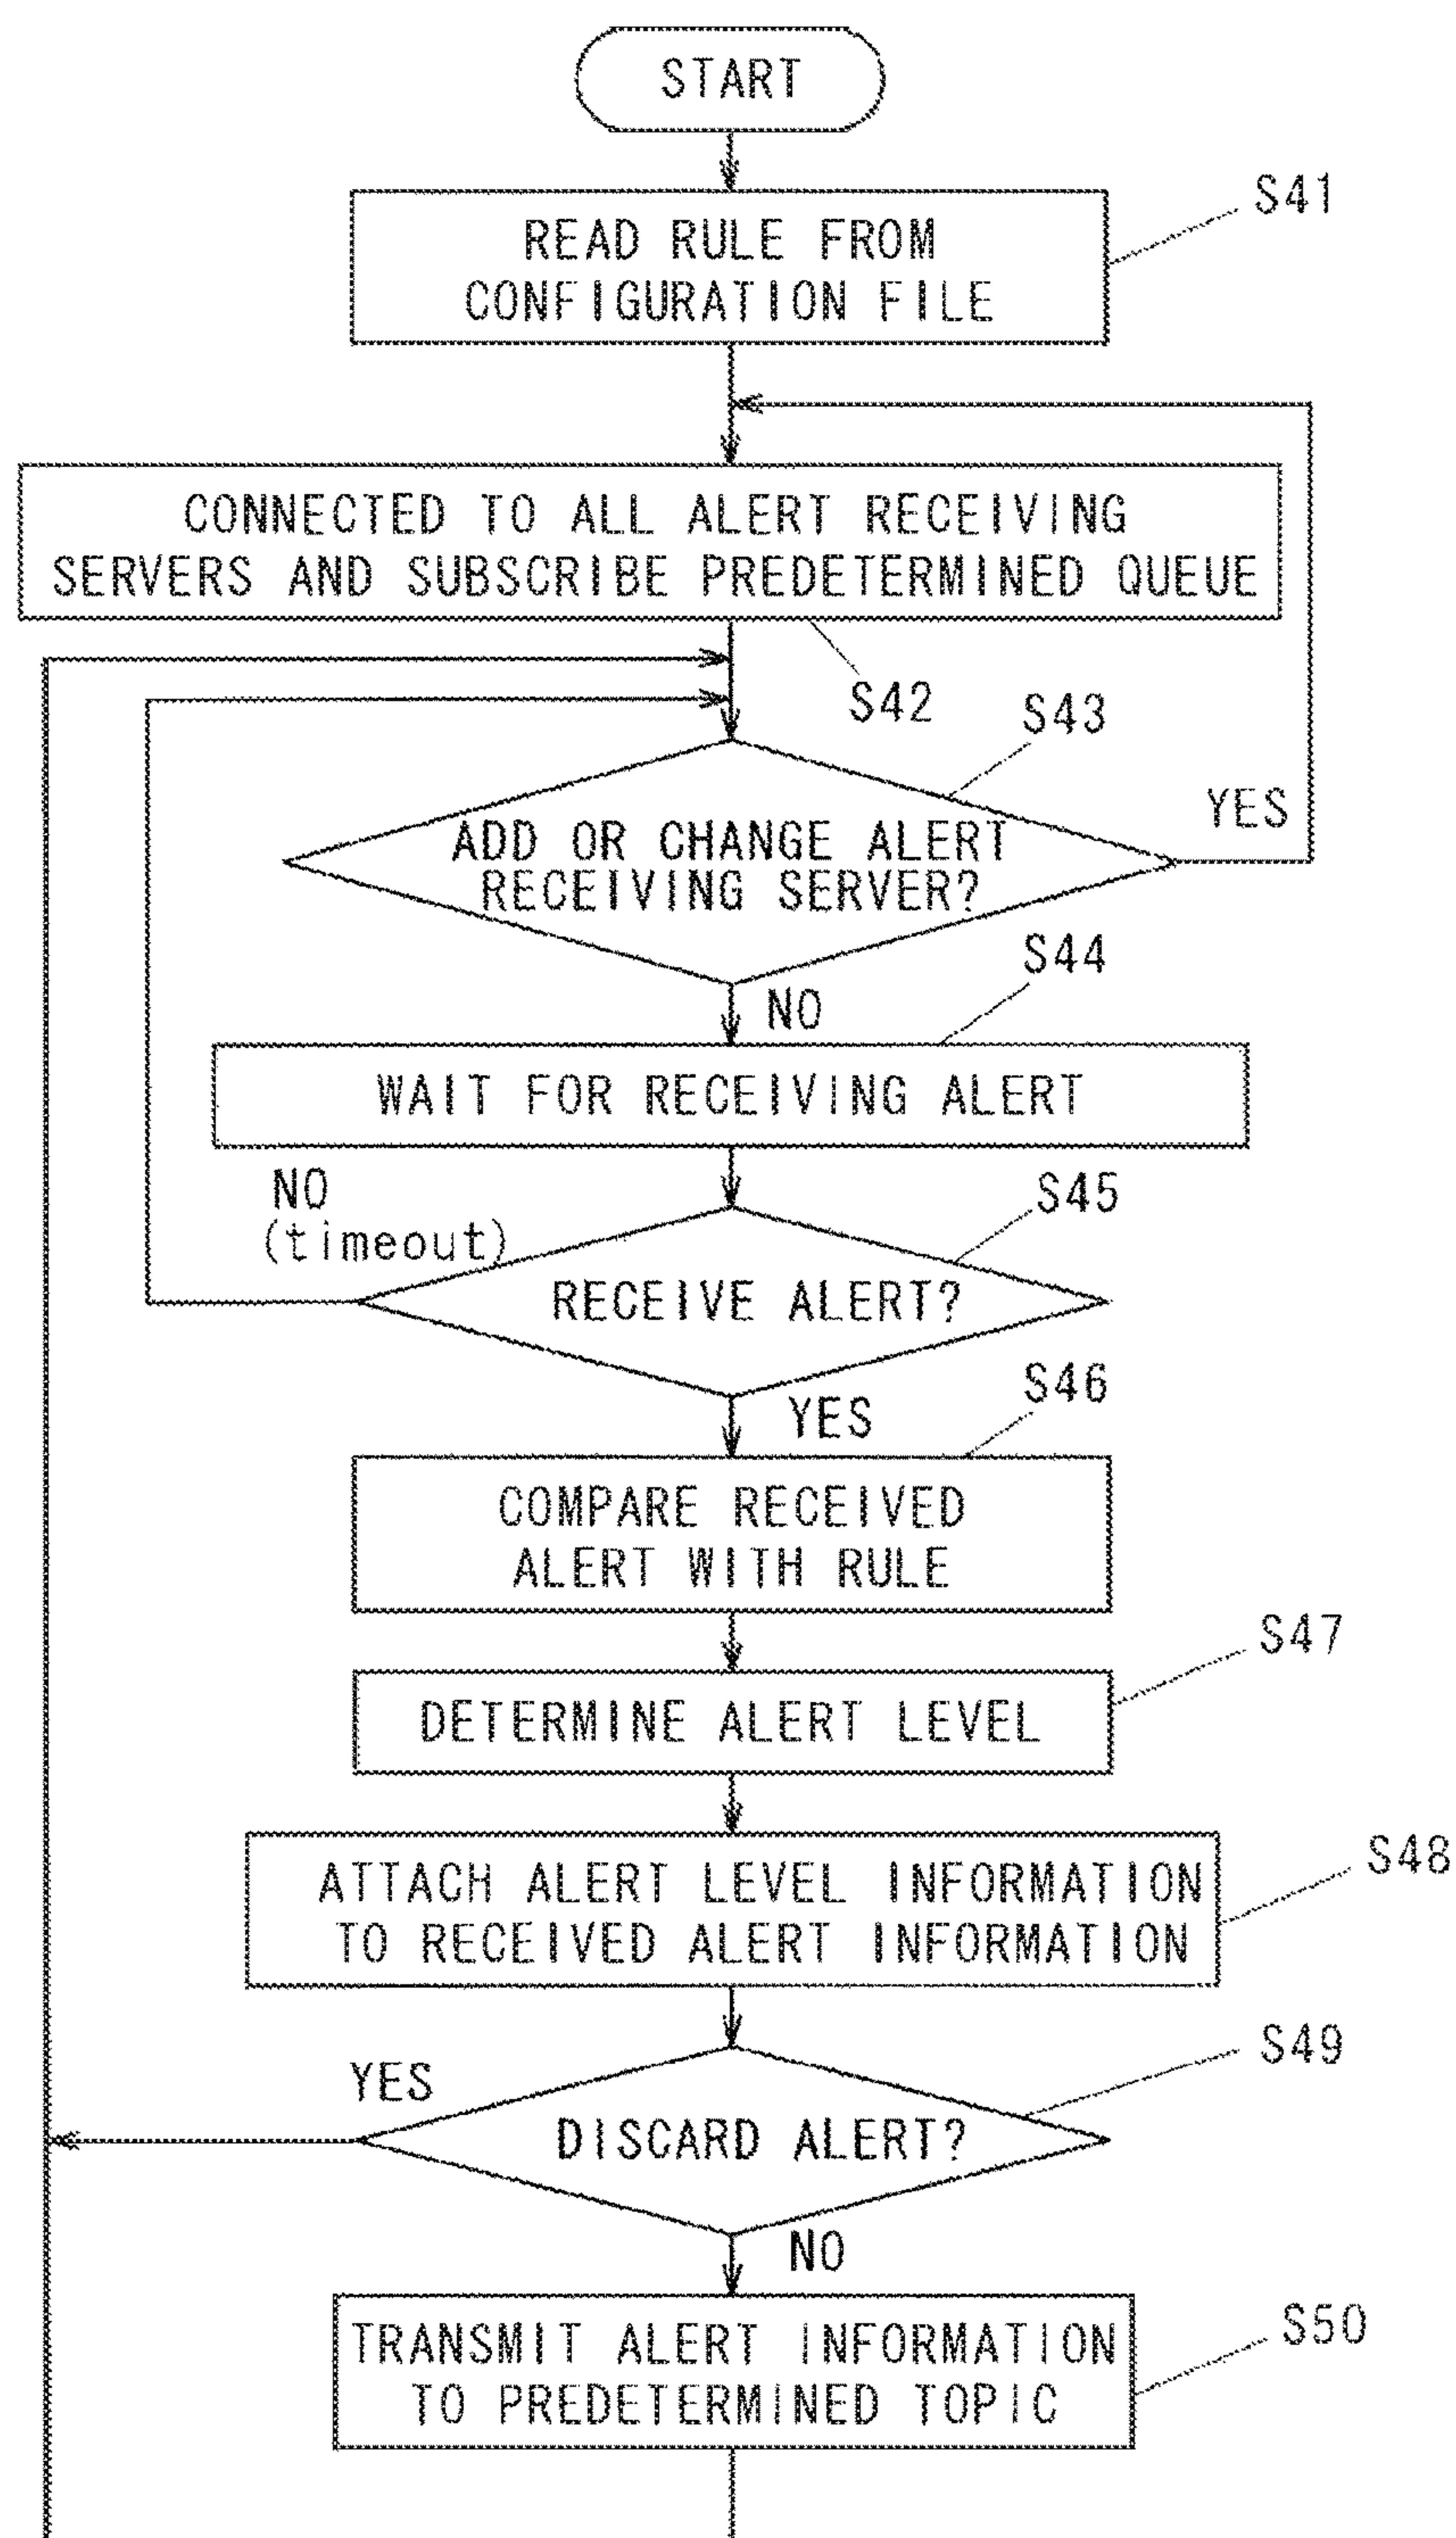 START
S41
READ RULE FROM
CONFIGURATION FILE
CONNECTED TO ALL ALERT RECEIVING
SERVERS AND SUBSCRIBE PREDETERMINED QUEUE
S42
S43
YES
ADD OR CHANGE ALERT
RECEIVING SERVER?
S44
NO
WAIT FOR RECEIVING ALERT
NO
(timeout)
S45
RECEIVE ALERT?
S46
YES
COMPARE RECEIVED
ALERT WITH RULE
S47
DETERMINE ALERT LEVEL
S48
ATTACH ALERT LEVEL INFORMATION
TO RECEIVED ALERT INFORMATION
S49
YES
DISCARD ALERT?
NO
S50
TRANSMIT ALERT INFORMATION
TO PREDETERMINED TOPIC